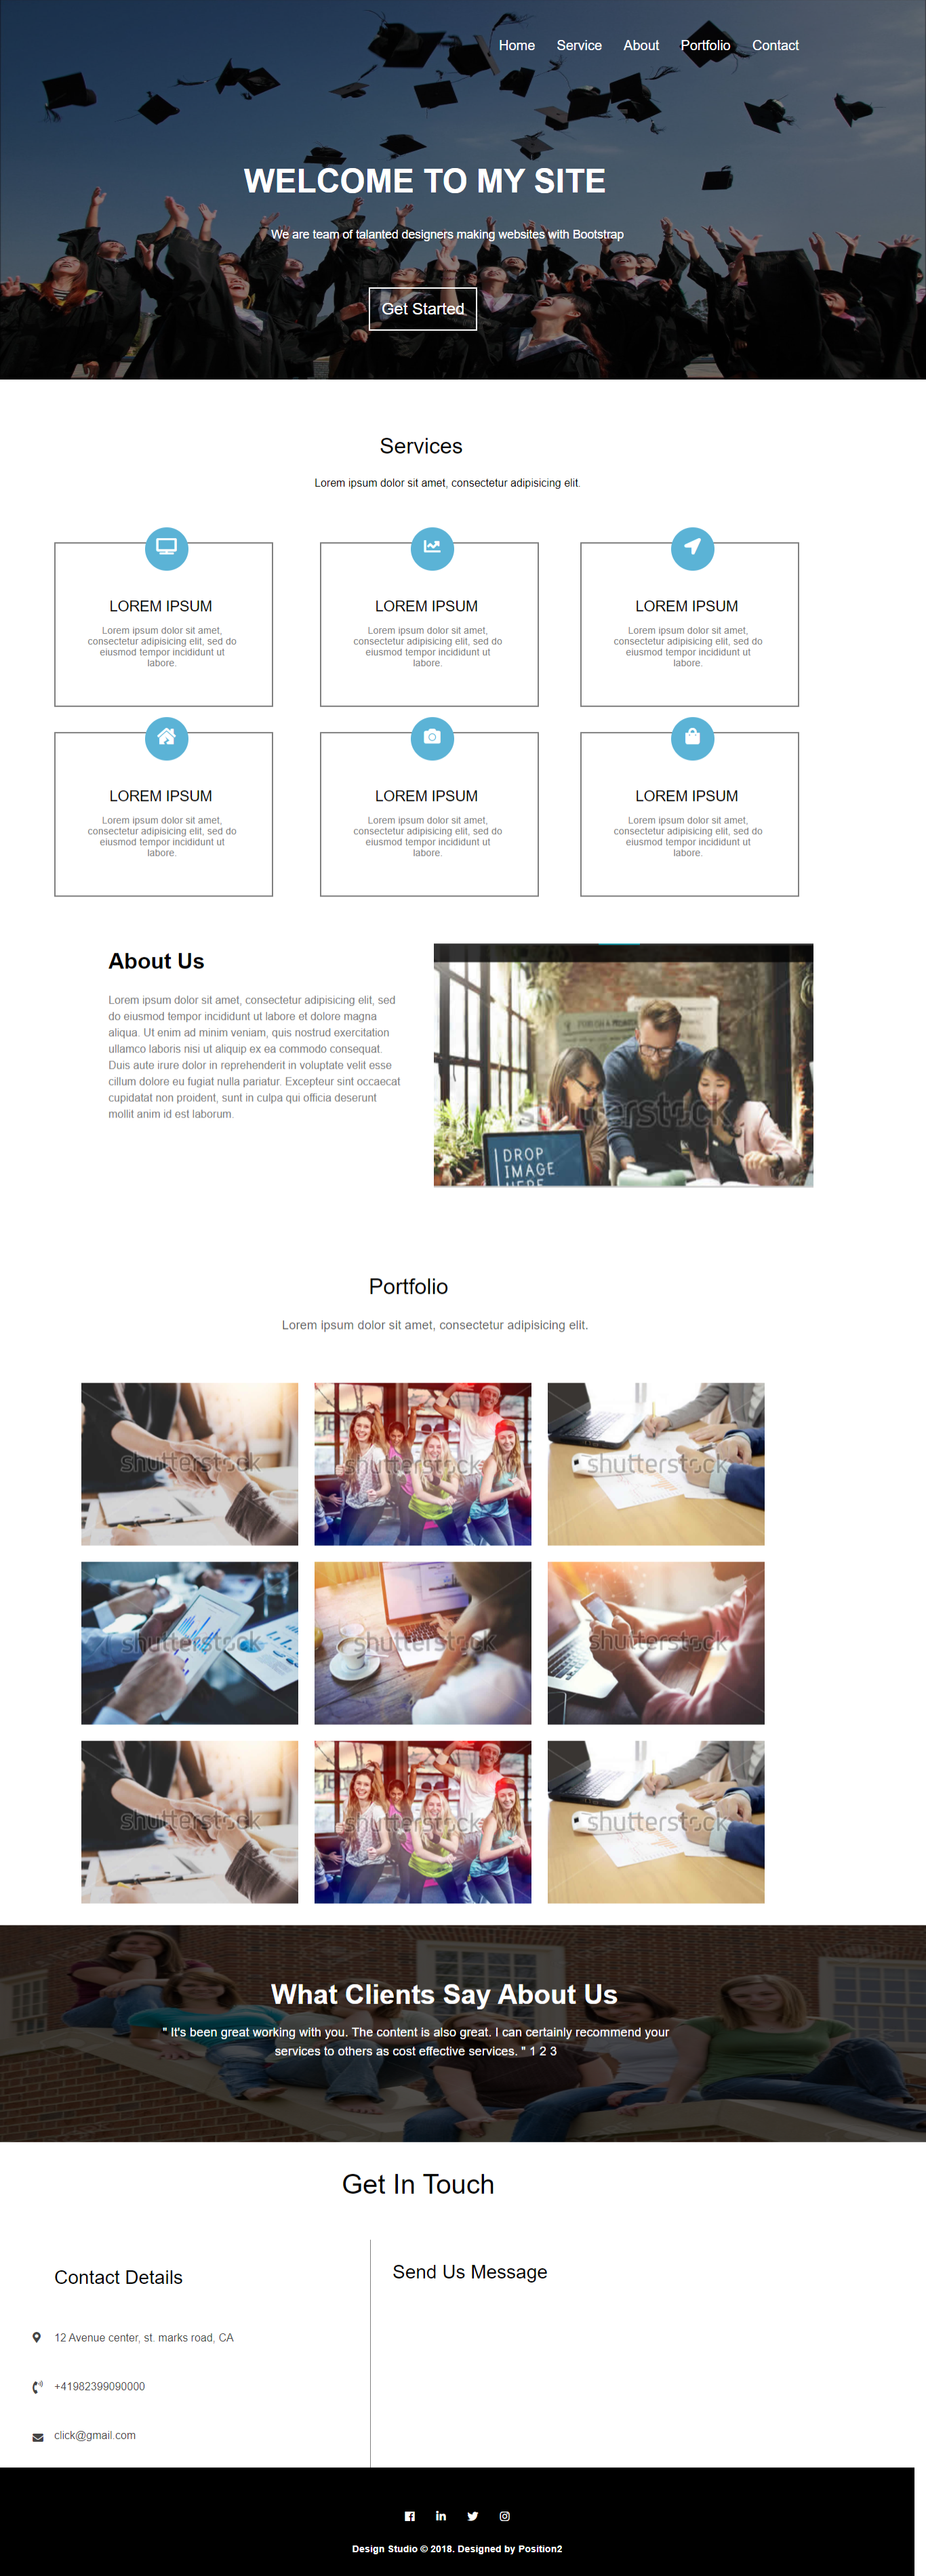 Home Service About Portfolio Contact
WELCOME TO MY SITE
We are team of talanted designers making websites with Bootstrap
Get Started
Services
Lorem ipsum dolor sit amet, consectetur adipisicing elit.
LOREM IPSUM
Lorem ipsum dolor sit amet,
consectetur adipisicing elit, sed do
eiusmod tempor incididunt ut
labore.
LOREM IPSUM
Lorem ipsum dolor sit amet,
consectetur adipisicing elit, sed do
eiusmod tempor incididunt ut
labore.
LOREM IPSUM
Lorem ipsum dolor sit amet,
consectetur adipisicing elit, sed do
eiusmod tempor incididunt ut
labore.
LOREM IPSUM
Lorem ipsum dolor sit amet,
consectetur adipisicing elit, sed do
eiusmod tempor incididunt ut
labore.
LOREM IPSUM
Lorem ipsum dolor sit amet,
consectetur adipisicing elit, sed do
eiusmod tempor incididunt ut
labore.
LOREM IPSUM
Lorem ipsum dolor sit amet,
consectetur adipisicing elit, sed do
eiusmod tempor incididunt ut
labore.
About Us
Lorem ipsum dolor sit amet, consectetur adipisicing elit, sed
do eiusmod tempor incididunt ut labore et dolore magna
aliqua. Ut enim ad minim veniam, quis nostrud exercitation
ullamco laboris nisi ut aliquip ex ea commodo consequat.
Duis aute irure dolor in reprehenderit in voluptate velit esse
cillum dolore eu fugiat nulla pariatur. Excepteur sint occaecat
cupidatat non proident, sunt in culpa qui officia deserunt
mollit anim id est laborum.
shutterstock
DROP
IMAGE
HERE
Portfolio
Lorem ipsum dolor sit amet, consectetur adipisicing elit.
shutterstock
shutterstock
shutterstock
shutterstock
shutterstock
shutterstock
shutterstock
shutterstock
shutterstock
What Clients Say About Us
" It's been great working with you. The content is also great. I can certainly recommend your
services to others as cost effective services. " 1 2 3
Get In Touch
Contact Details
12 Avenue center, st. marks road, CA
+41982399090000
click@gmail.com
Send Us Message
Design Studio © 2018. Designed by Position2